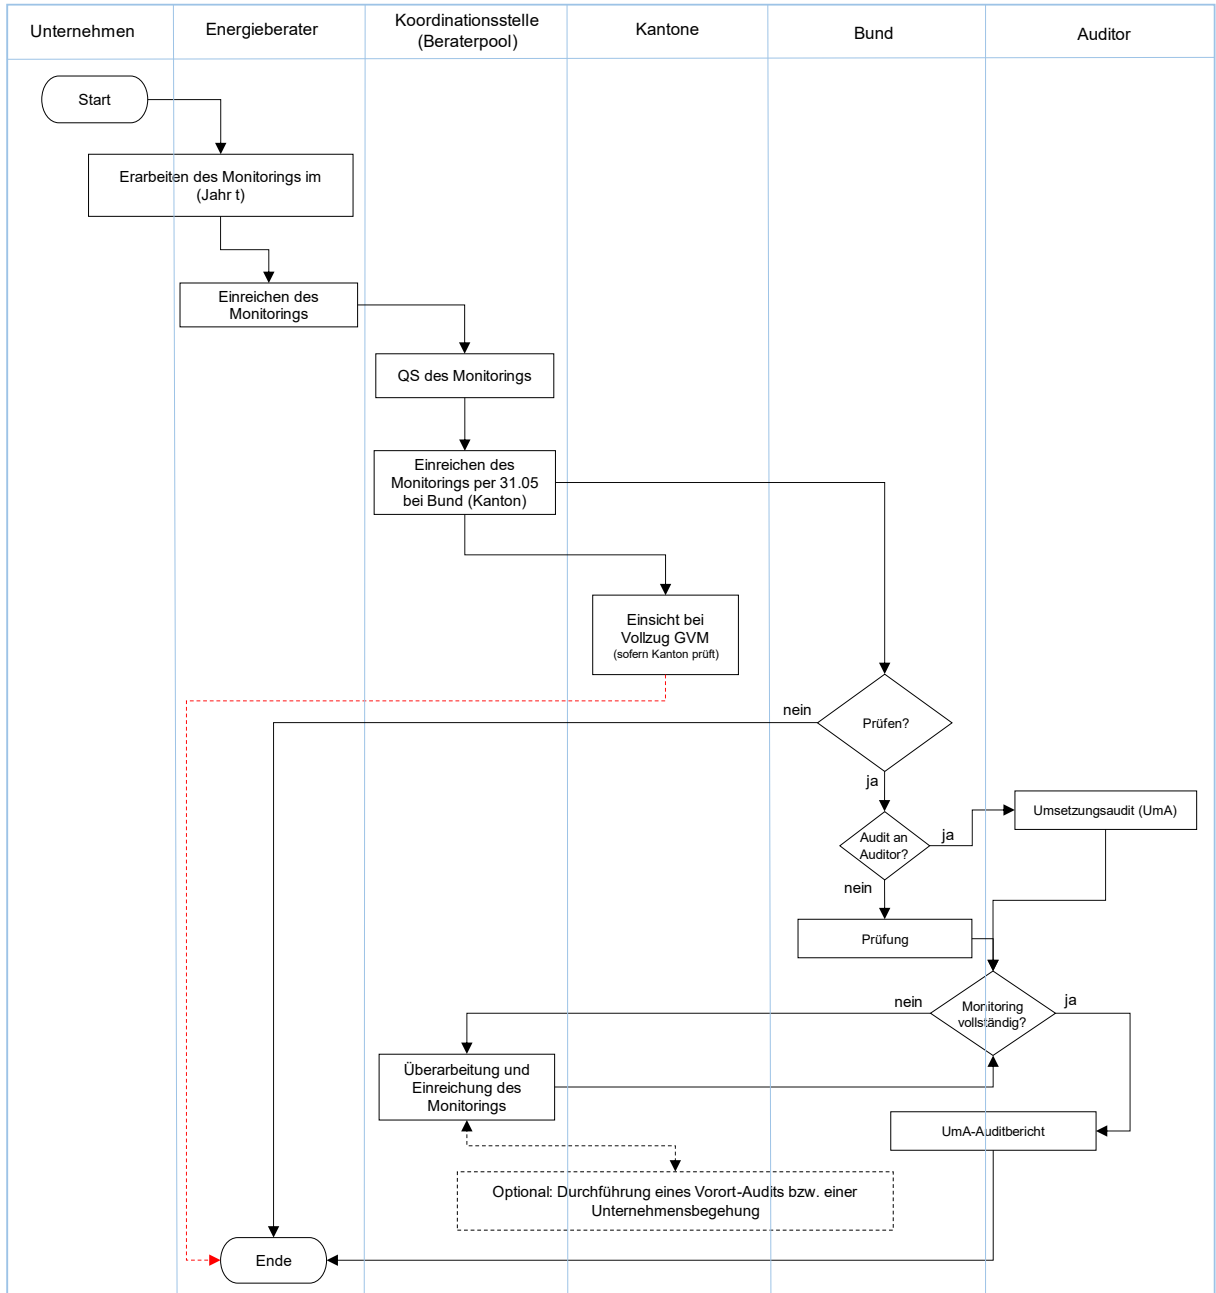 Unternehmen
Energieberater
Koordinationsstelle
(Beraterpool)
Kantone
Bund
Auditor
Start
Erarbeiten des Monitorings im
(Jahr t)
Einreichen des
Monitorings
QS des Monitorings
Einreichen des
Monitorings per 31.05
bei Bund (Kanton)
Einsicht bei
Vollzug GVM
(sofern Kanton prüft)
nein
Prüfen?
ja
Audit an
Auditor?
ja
Umsetzungsaudit (UmA)
nein
Prüfung
nein
Monitoring
vollständig?
ja
Überarbeitung und
Einreichung des
Monitorings
UmA-Auditbericht
Optional: Durchführung eines Vorort-Audits bzw. einer
Unternehmensbegehung
Ende